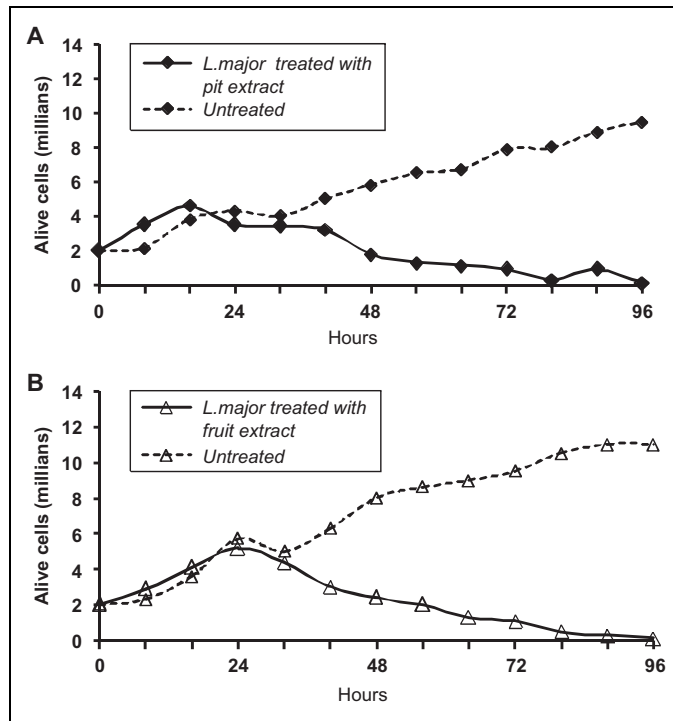 A
14
12
10
8
6
4
2
0
Alive cells (millians)
L.major treated with
pit extract
Untreated
0 24 48 72 96
Hours
B
14
12
10
8
6
4
2
0
Alive cells (millians)
L.major treated with
fruit extract
Untreated
0 24 48 72 96
Hours